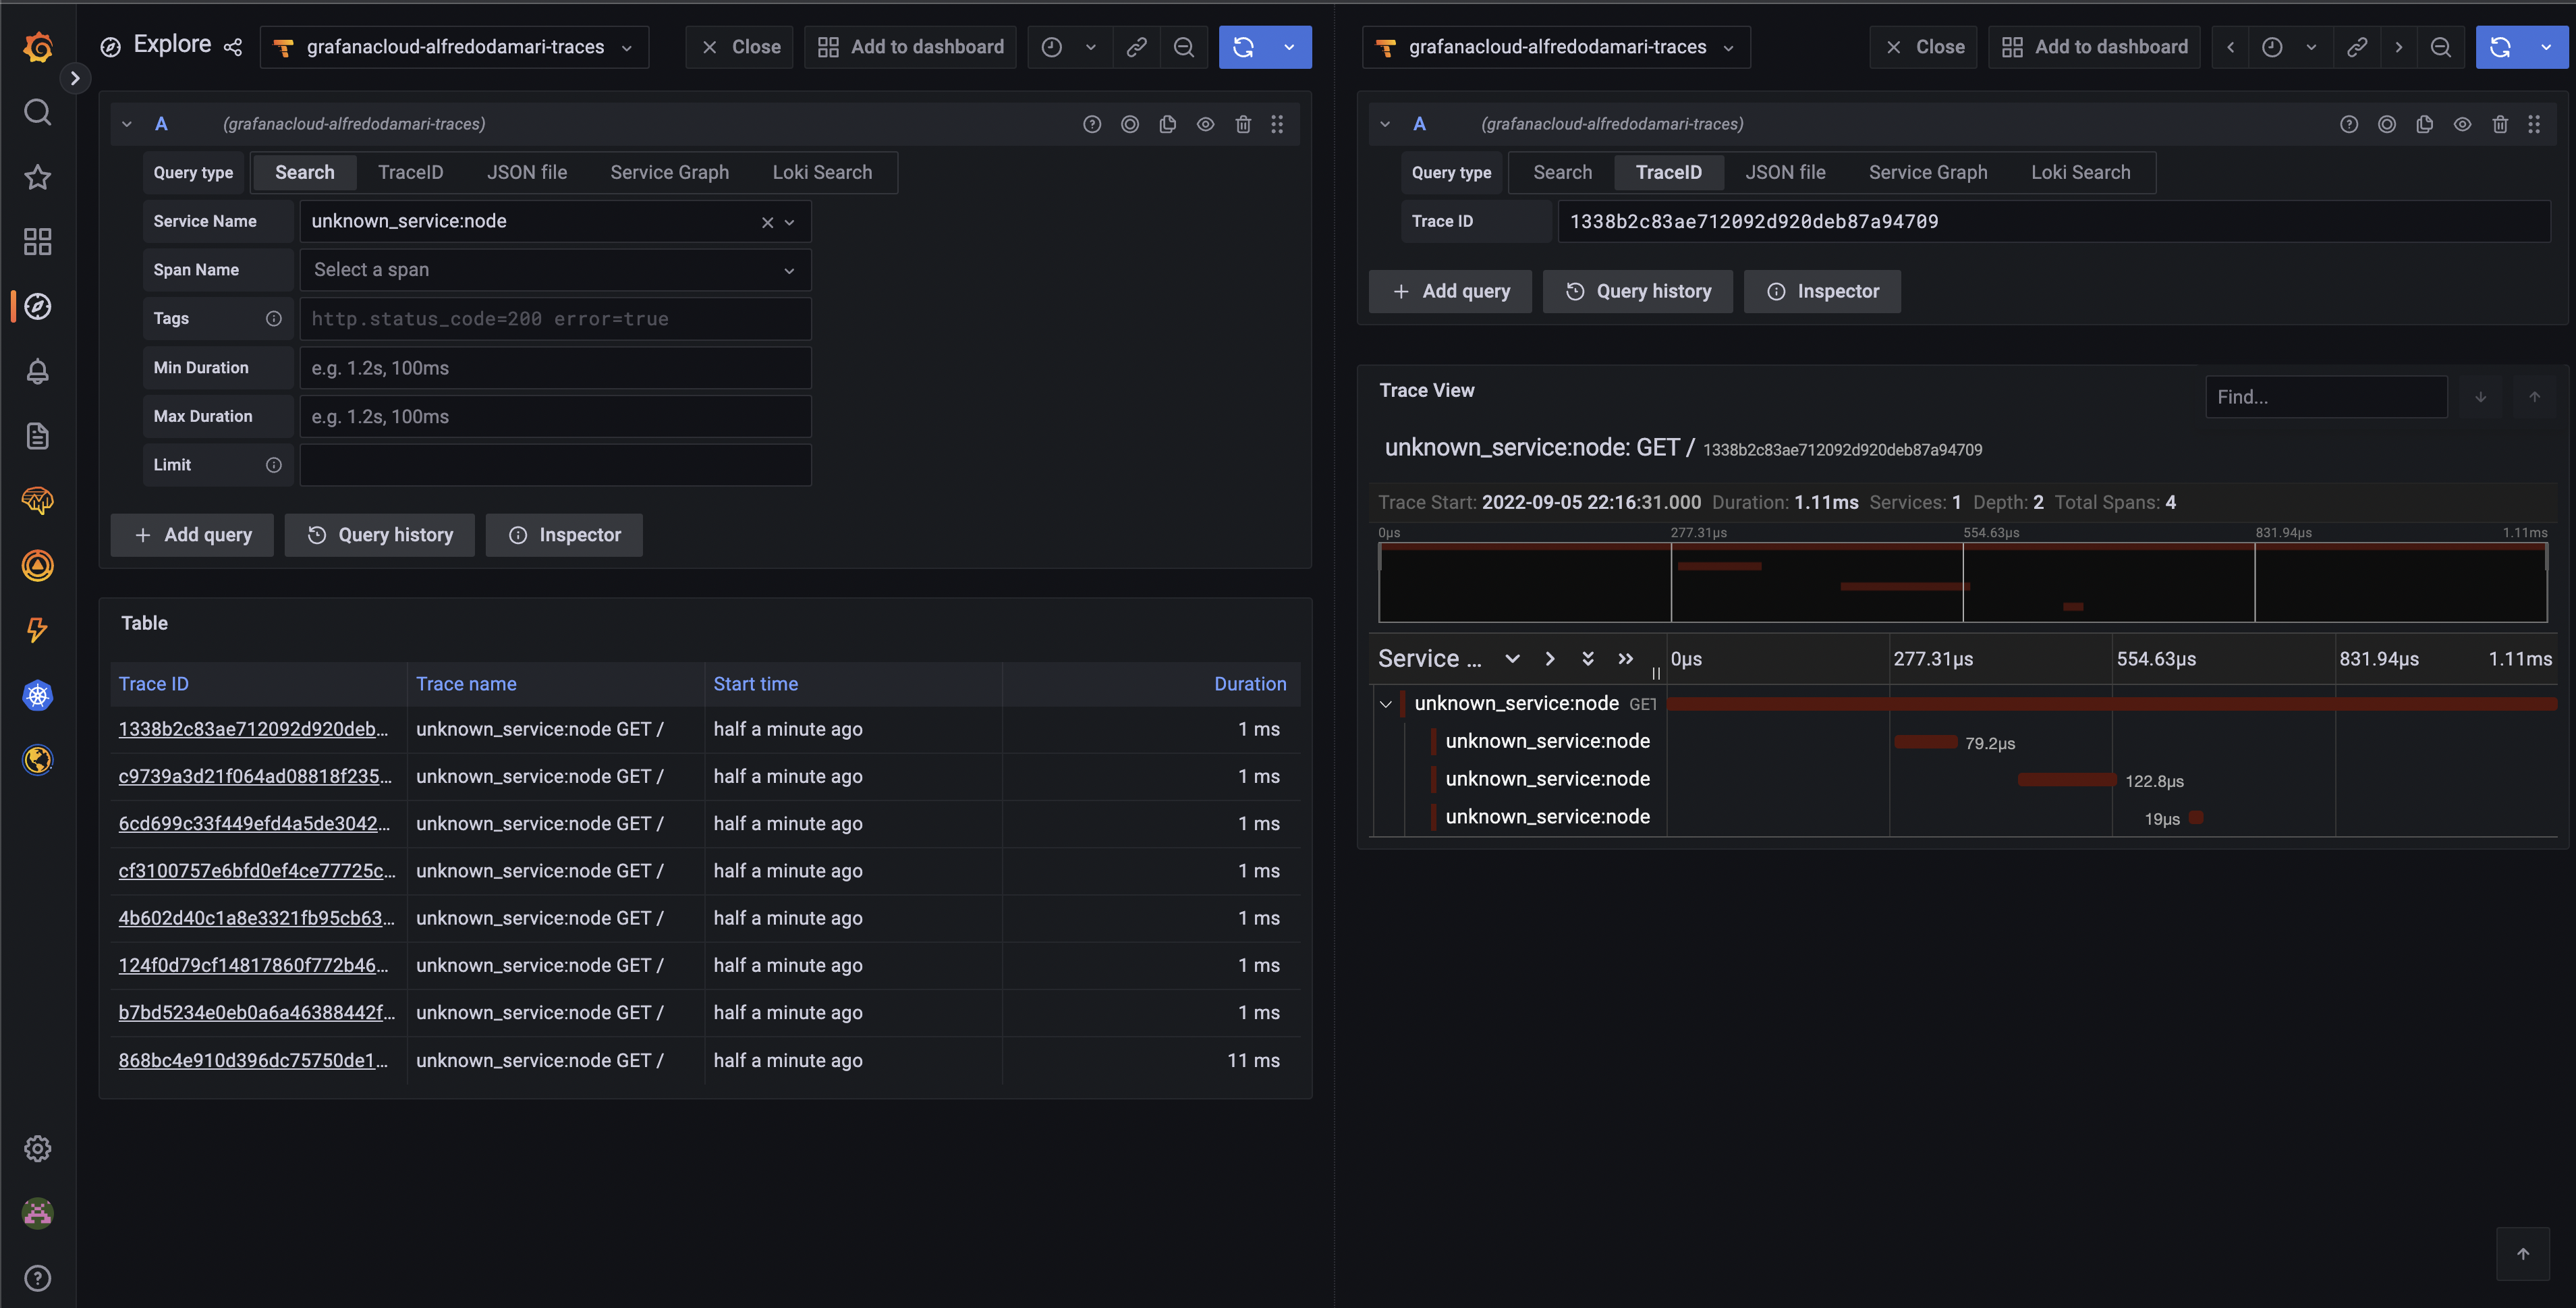 Explore
grafanacloud-alfredodamari-traces
Close
Add to dashboard
A
(grafanacloud-alfredodamari-traces)
Query type
Search
TraceID
JSON file
Service Graph
Loki Search
Service Name
unknown_service:node
Span Name
Select a span
Tags
http.status_code=200 error=true
Min Duration
e.g. 1.2s, 100ms
Max Duration
e.g. 1.2s, 100ms
Limit
+ Add query
Query history
Inspector
Table
Trace ID Trace name Start time Duration
1338b2c83ae712092d920deb... unknown_service:node GET / half a minute ago 1 ms
c9739a3d21f064ad08818f235... unknown_service:node GET / half a minute ago 1 ms
6cd699c33f449efd4a5de3042... unknown_service:node GET / half a minute ago 1 ms
cf3100757e6bfd0ef4ce77725c... unknown_service:node GET / half a minute ago 1 ms
4b602d40c1a8e3321fb95cb63... unknown_service:node GET / half a minute ago 1 ms
124f0d79cf14817860f772b46... unknown_service:node GET / half a minute ago 1 ms
b7bd5234e0eb0a6a46388442f... unknown_service:node GET / half a minute ago 1 ms
868bc4e910d396dc75750de1... unknown_service:node GET / half a minute ago 11 ms
grafanacloud-alfredodamari-traces
Close
Add to dashboard
A
(grafanacloud-alfredodamari-traces)
Query type
Search
TraceID
JSON file
Service Graph
Loki Search
Trace ID
1338b2c83ae712092d920deb87a94709
+ Add query
Query history
Inspector
Trace View
Find...
unknown_service:node: GET / 1338b2c83ae712092d920deb87a94709
Trace Start: 2022-09-05 22:16:31.000 Duration: 1.11ms Services: 1 Depth: 2 Total Spans: 4
0μs 277.31μs 554.63μs 831.94μs 1.11ms
Service ... 0μs 277.31μs 554.63μs 831.94μs 1.11ms
unknown_service:node GET
unknown_service:node 79.2μs
unknown_service:node 122.8μs
unknown_service:node 19μs